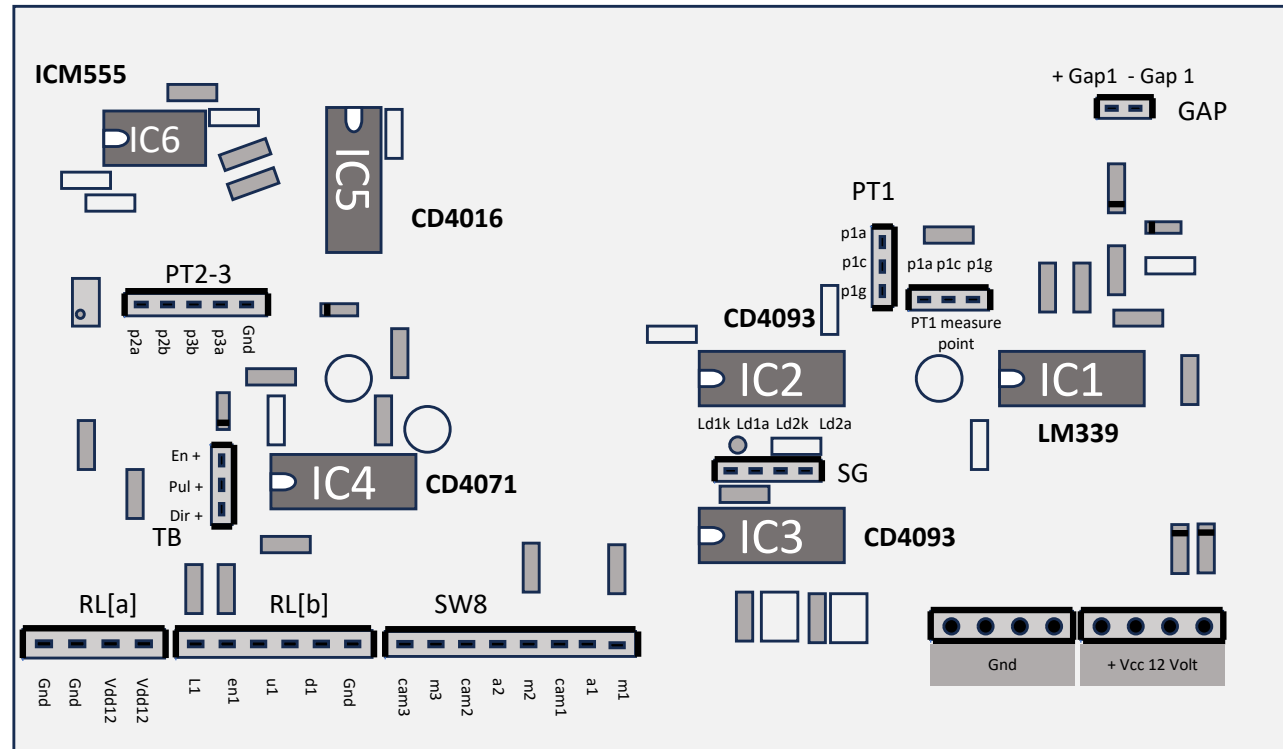 ICM555
+ Gap1 - Gap 1
GAP
IC6
IC5
CD4016
PT1
p1a
p1c
p1g
p1a p1c p1g
PT1 measure
point
PT2-3
p2a
p2b
p3b
p3a
Gnd
CD4093
IC2
IC1
LM339
Ld1k Ld1a Ld2k Ld2a
SG
En +
Pul +
Dir +
TB
IC4
CD4071
IC3
CD4093
RL[a]
RL[b]
SW8
Gnd
Gnd
Vdd12
Vdd12
L1
en1
u1
d1
Gnd
cam3
m3
cam2
a2
m2
cam1
a1
m1
Gnd
+ Vcc 12 Volt